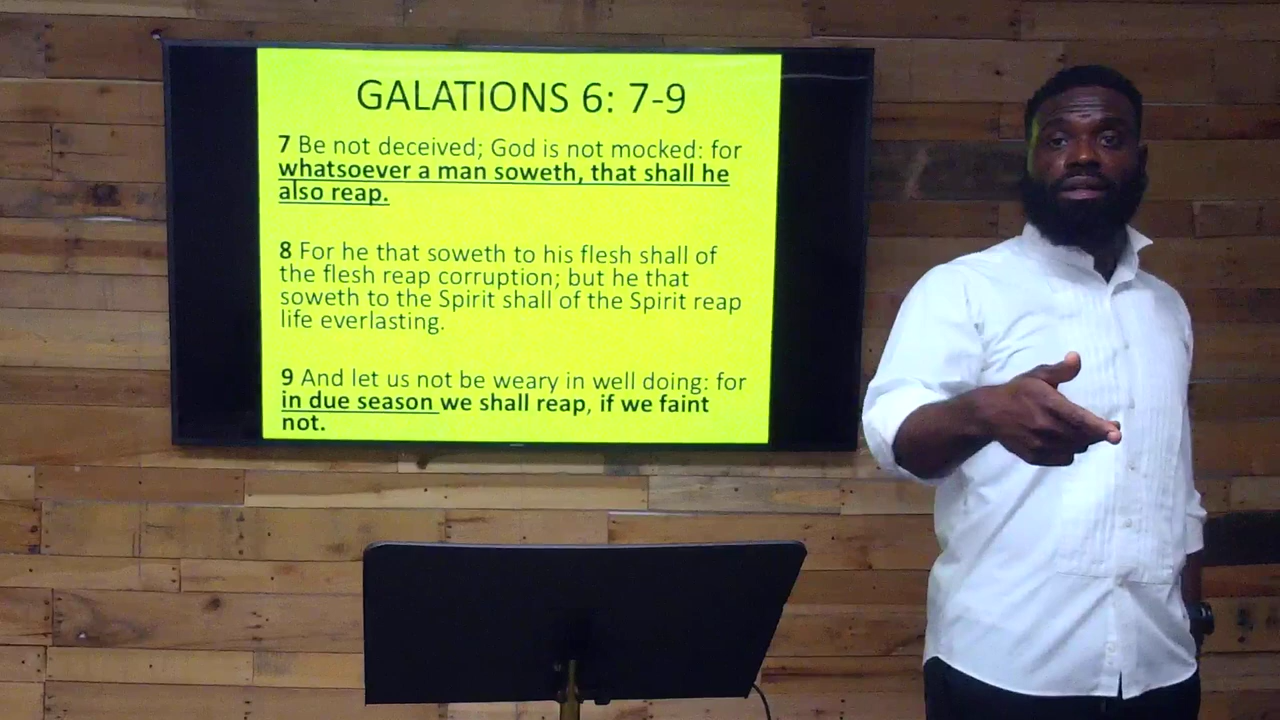 GALATIONS 6: 7-9
7 Be not deceived; God is not mocked: for
whatsoever a man soweth, that shall he
also reap.
8 For he that soweth to his flesh shall of
the flesh reap corruption; but he that
soweth to the Spirit shall of the Spirit reap
life everlasting.
9 And let us not be weary in well doing: for
in due season we shall reap, if we faint
not.